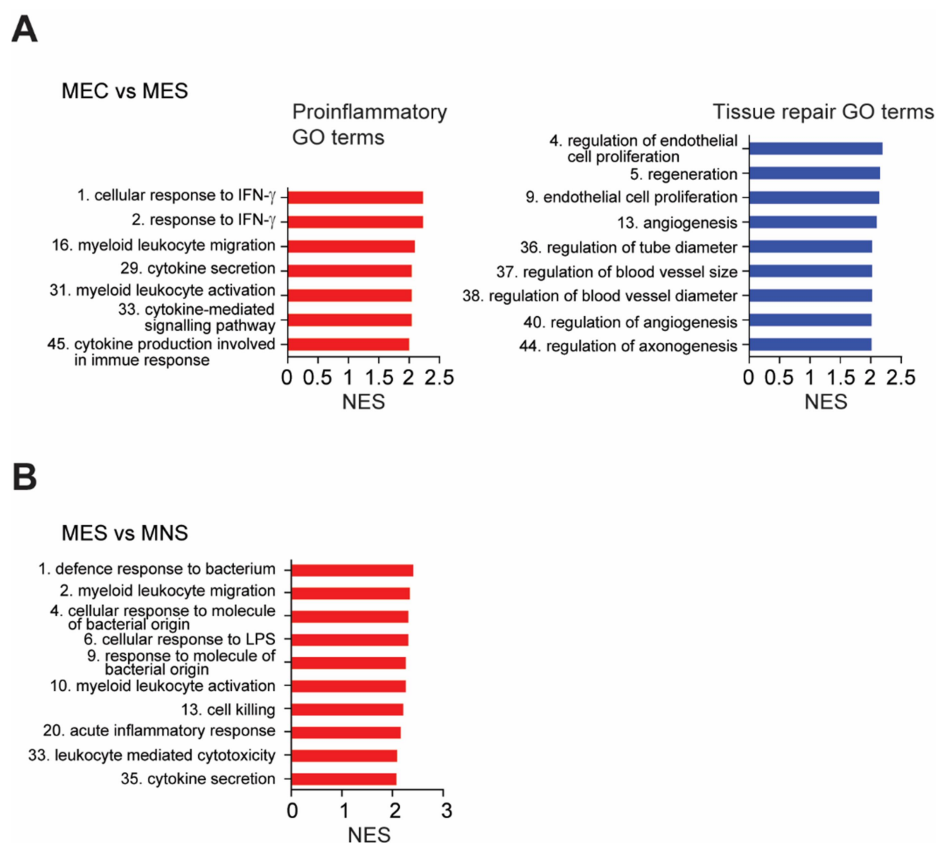 A
MEC vs MES
Proinflammatory
GO terms
1. cellular response to IFN-γ
2. response to IFN-γ
16. myeloid leukocyte migration
29. cytokine secretion
31. myeloid leukocyte activation
33. cytokine-mediated
signalling pathway
45. cytokine production involved
in immue response
0 0.5 1 1.5 2 2.5
NES
Tissue repair GO terms
4. regulation of endothelial
cell proliferation
5. regeneration
9. endothelial cell proliferation
13. angiogenesis
36. regulation of tube diameter
37. regulation of blood vessel size
38. regulation of blood vessel diameter
40. regulation of angiogenesis
44. regulation of axonogenesis
0 0.5 1 1.5 2 2.5
NES
B
MES vs MNS
1. defence response to bacterium
2. myeloid leukocyte migration
4. cellular response to molecule
of bacterial origin
6. cellular response to LPS
9. response to molecule of
bacterial origin
10. myeloid leukocyte activation
13. cell killing
20. acute inflammatory response
33. leukocyte mediated cytotoxicity
35. cytokine secretion
0 1 2 3
NES